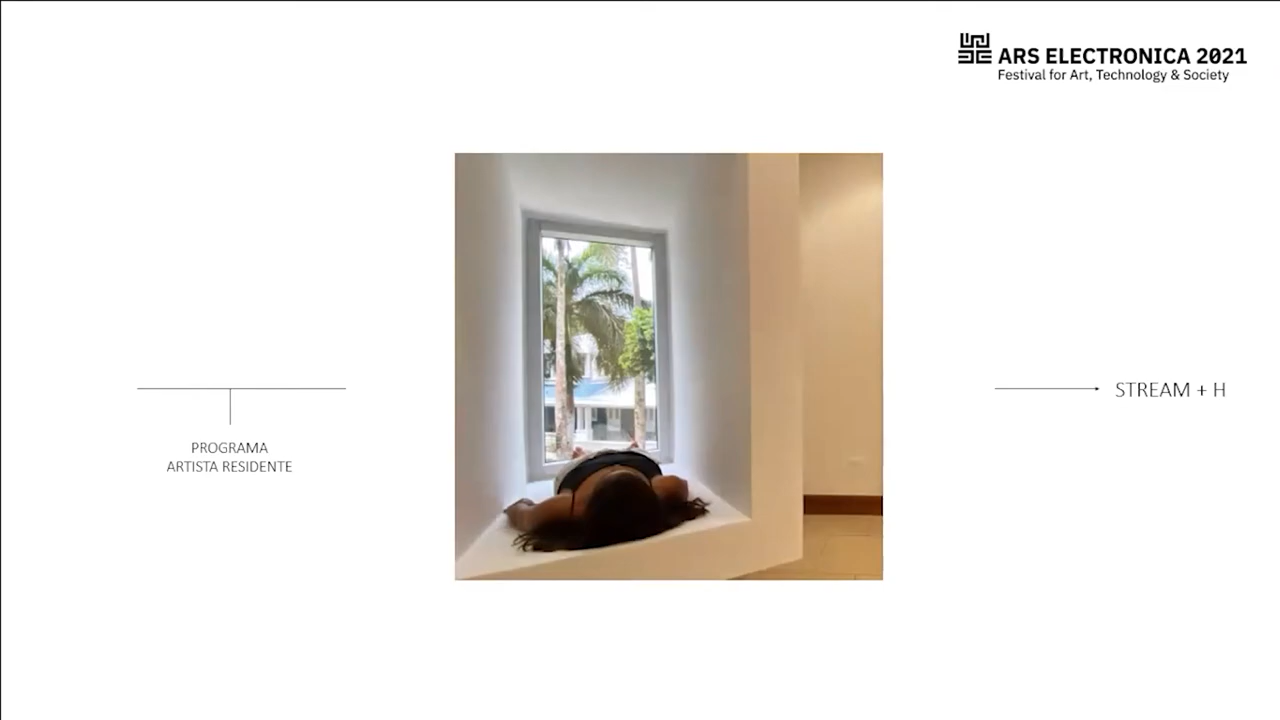 ARS ELECTRONICA 2021
Festival for Art, Technology & Society
PROGRAMA
ARTISTA RESIDENTE
STREAM + H